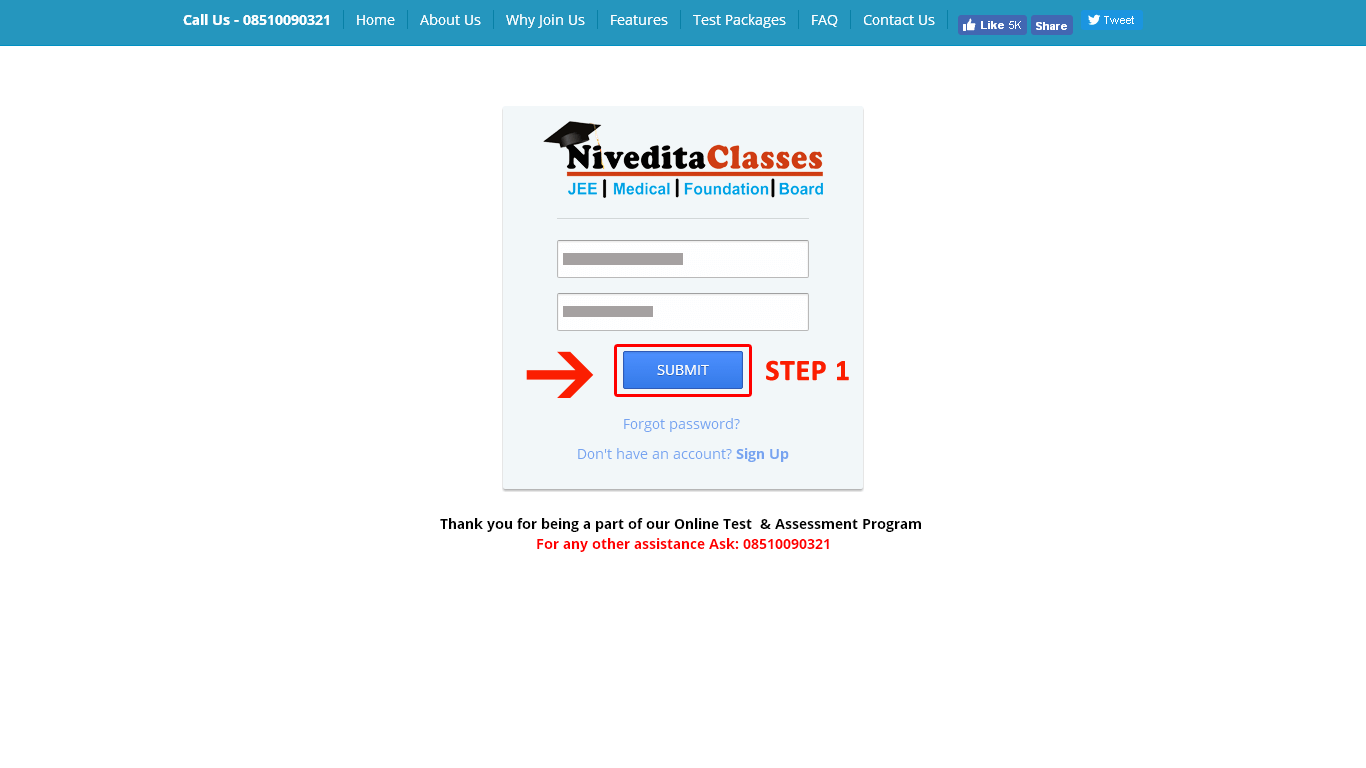 Call Us - 08510090321 Home About Us Why Join Us Features Test Packages FAQ Contact Us Like 5K Share Tweet
NiveditaClasses
JEE | Medical | Foundation | Board
SUBMIT STEP 1
Forgot password?
Don't have an account? Sign Up
Thank you for being a part of our Online Test & Assessment Program
For any other assistance Ask: 08510090321